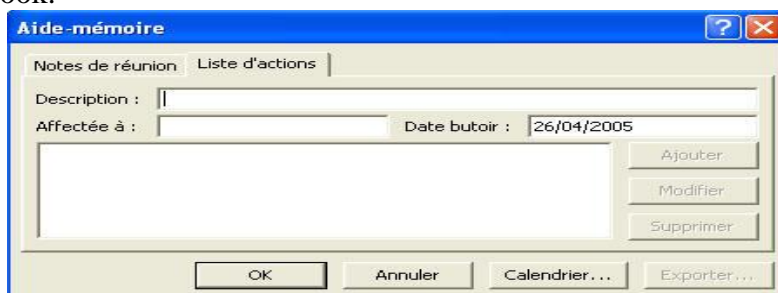 Aide-mémoire
Notes de réunion Liste d'actions
Description :
Affectée à : Date butoir : 26/04/2005
Ajouter
Modifier
Supprimer
OK Annuler Calendrier... Exporter...